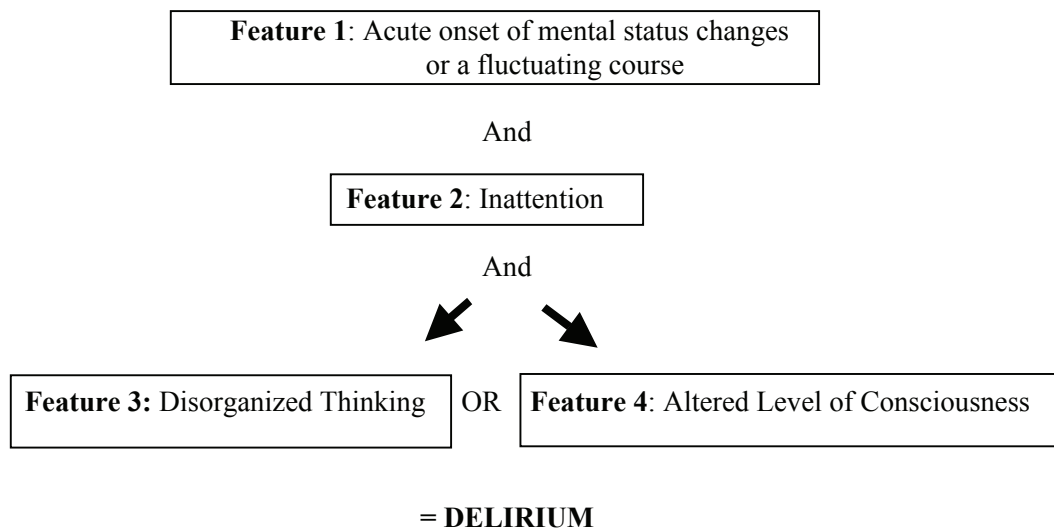 Feature 1: Acute onset of mental status changes
or a fluctuating course
And
Feature 2: Inattention
And
Feature 3: Disorganized Thinking OR Feature 4: Altered Level of Consciousness
= DELIRIUM